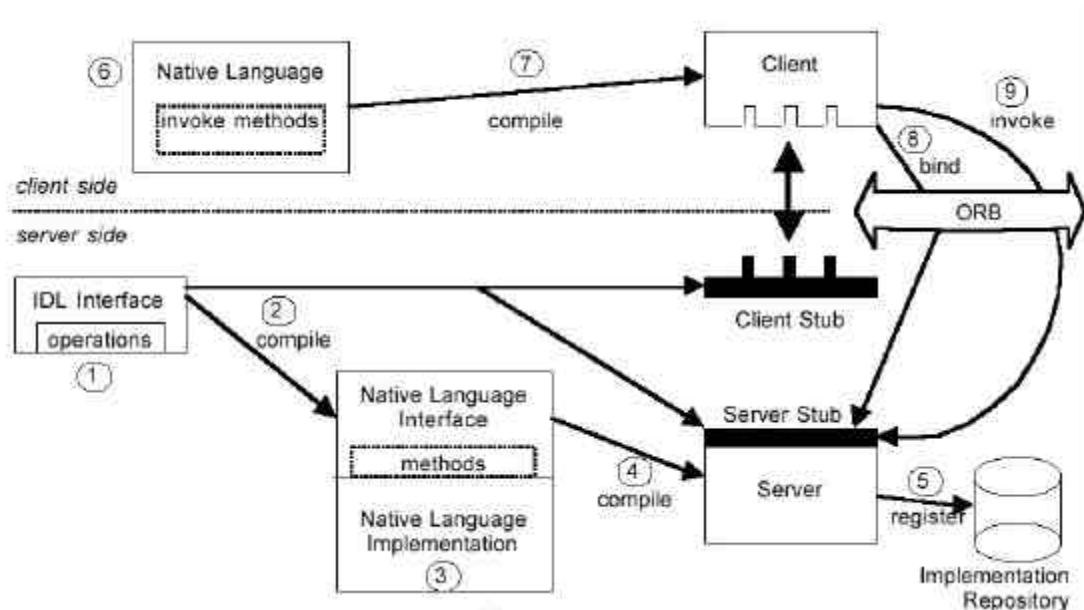 6
Native Language
invoke methods
7
compile
Client
9
invoke
8
bind
client side
server side
ORB
IDL Interface
operations
1
2
compile
Client Stub
Native Language
Interface
methods
Native Language
Implementation
3
4
compile
Server Stub
Server
5
register
Implementation
Repository